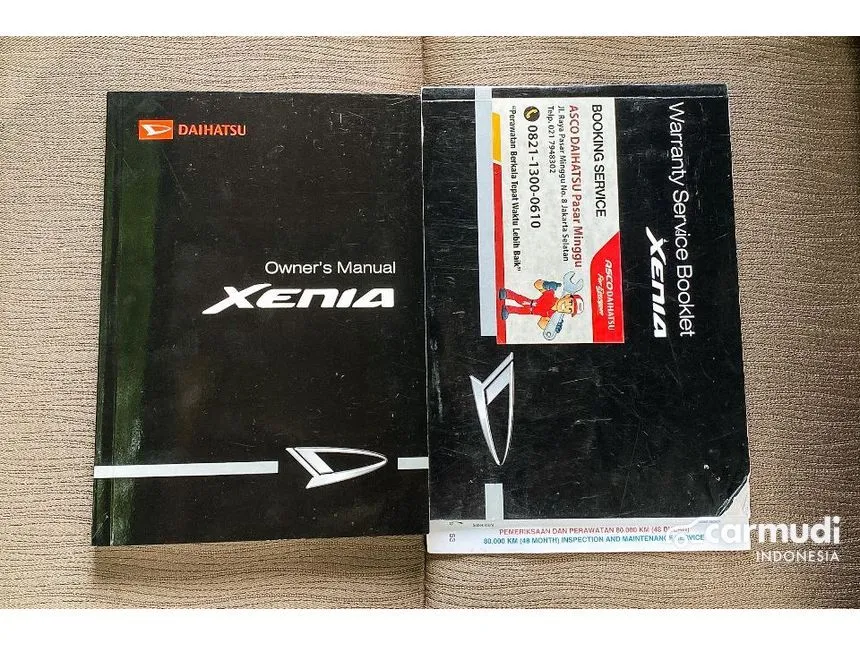 DAIHATSU
Owner's Manual
XENIA
Warranty Service Booklet
XENIA
BOOKING SERVICE
ASCO DAIHATSU Pasar Minggu
Jl. Raya Pasar Minggu No. 8 Jakarta Selatan
Telp. 021 7948302
0821-1300-0610
"Perawatan Berkala Tepat Waktu Lebih Baik"
ASCO DAIHATSU
PEMERIKSAAN DAN PERAWATAN 80.000 KM (48
80.000 KM (48 MONTH) INSPECTION AND MAINTENANCE SERVICE
53
carmudi
INDONESIA